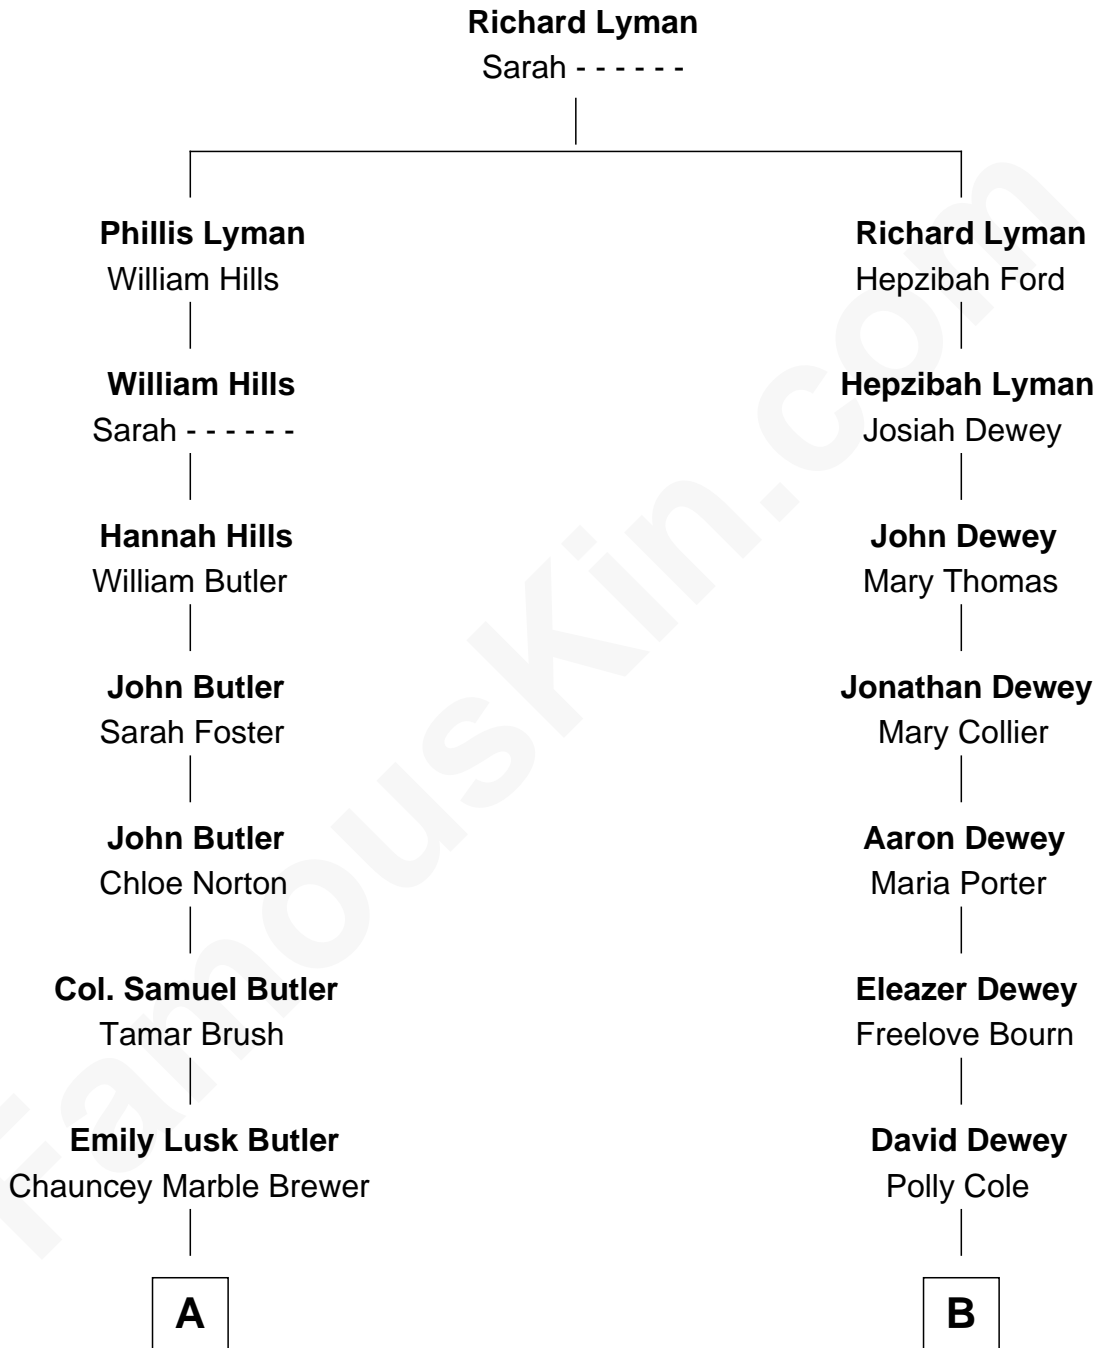 Richard Lyman
Sarah - - - - - -
Phillis Lyman
William Hills
Richard Lyman
Hepzibah Ford
William Hills
Sarah - - - - - -
Hepzibah Lyman
Josiah Dewey
Hannah Hills
William Butler
John Dewey
Mary Thomas
John Butler
Sarah Foster
Jonathan Dewey
Mary Collier
John Butler
Chloe Norton
Aaron Dewey
Maria Porter
Col. Samuel Butler
Tamar Brush
Eleazer Dewey
Freelove Bourn
Emily Lusk Butler
Chauncey Marble Brewer
David Dewey
Polly Cole
A
B
FamousKin.com